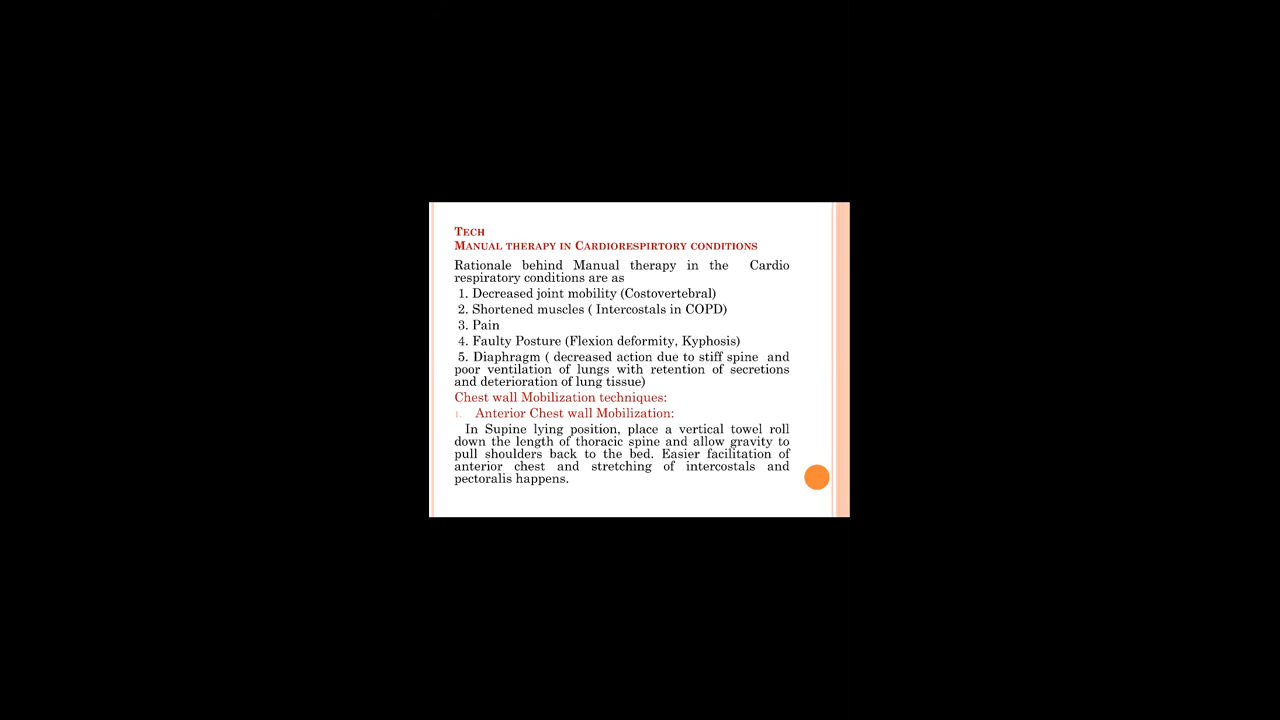 TECH
MANUAL THERAPY IN CARDIORESPIRTORY CONDITIONS
Rationale behind Manual therapy in the Cardio
respiratory conditions are as
1. Decreased joint mobility (Costovertebral)
2. Shortened muscles ( Intercostals in COPD)
3. Pain
4. Faulty Posture (Flexion deformity, Kyphosis)
5. Diaphragm ( decreased action due to stiff spine and
poor ventilation of lungs with retention of secretions
and deterioration of lung tissue)
Chest wall Mobilization techniques:
1. Anterior Chest wall Mobilization:
In Supine lying position, place a vertical towel roll
down the length of thoracic spine and allow gravity to
pull shoulders back to the bed. Easier facilitation of
anterior chest and stretching of intercostals and
pectoralis happens.